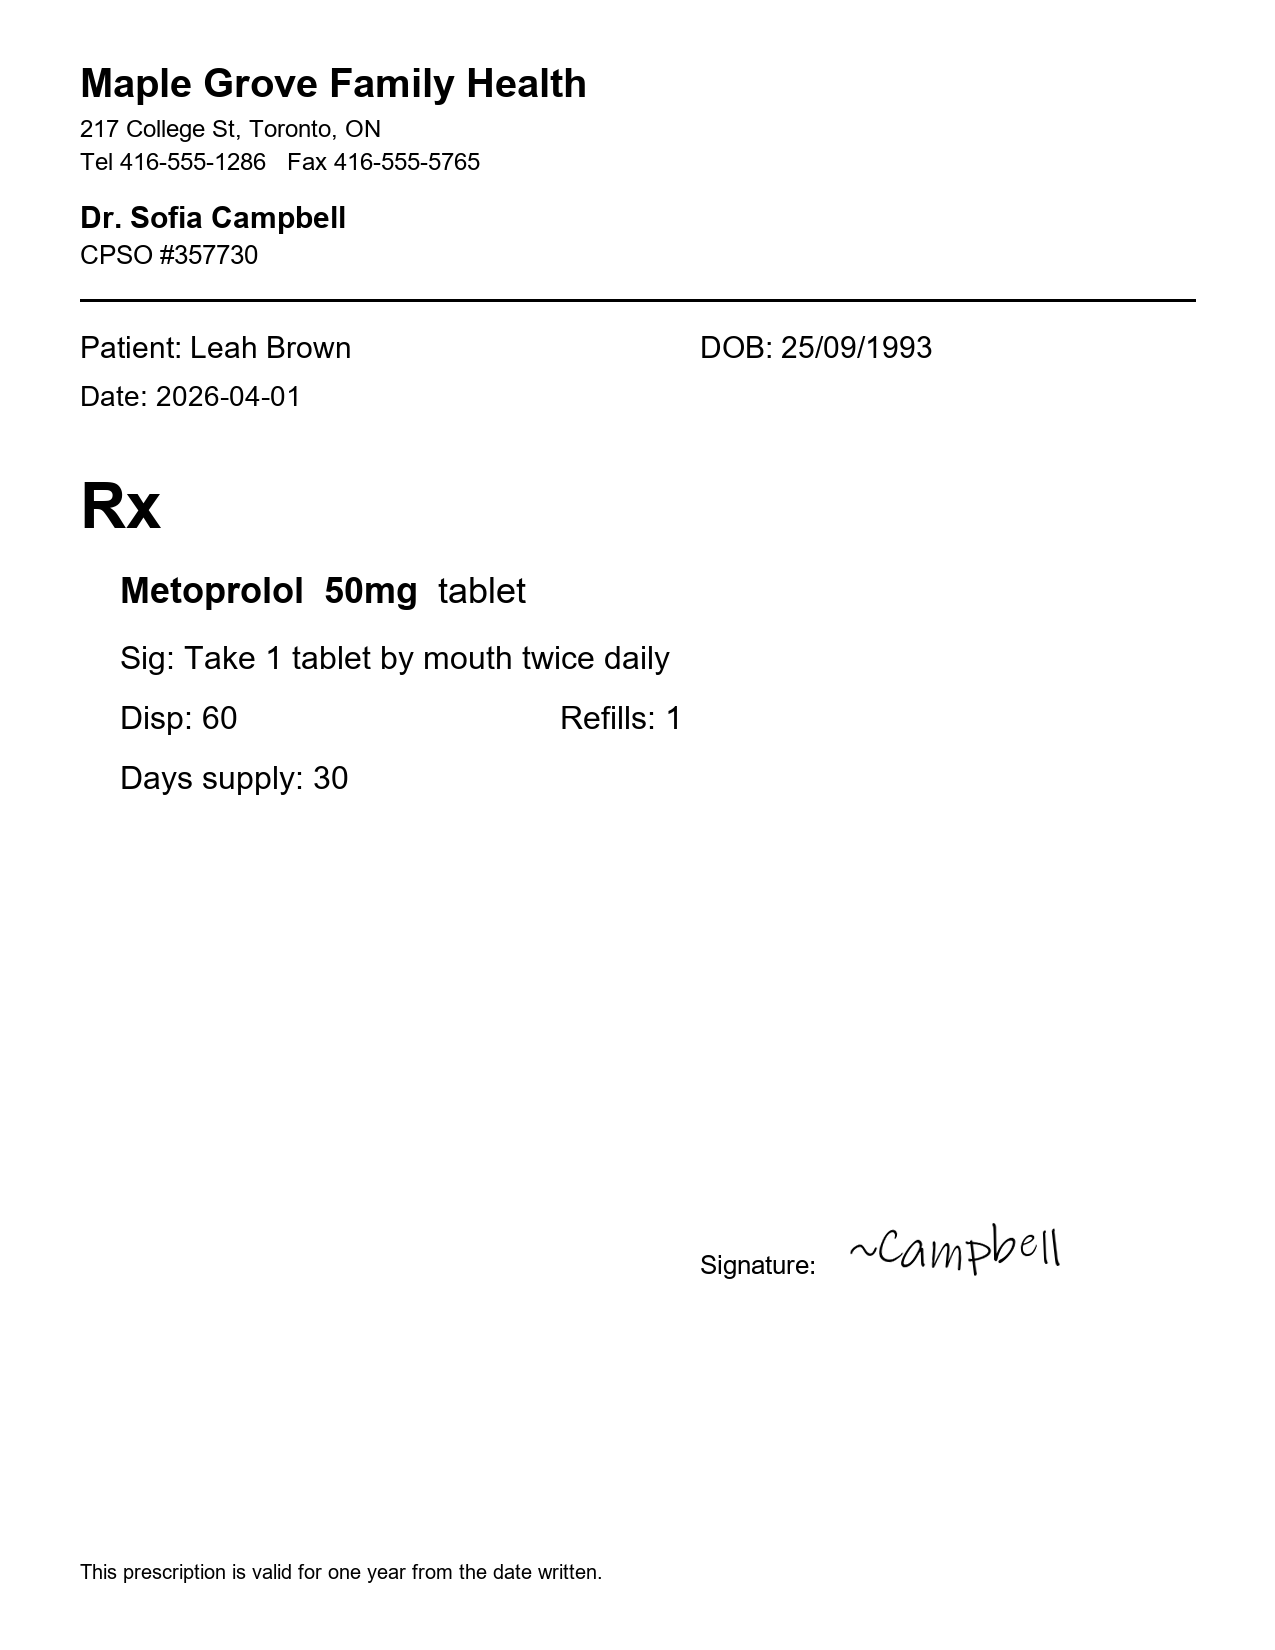 Maple Grove Family Health
217 College St, Toronto, ON
Tel 416-555-1286 Fax 416-555-5765
Dr. Sofia Campbell
CPSO #357730
Patient: Leah Brown DOB: 25/09/1993
Date: 2026-04-01
Rx
Metoprolol 50mg tablet
Sig: Take 1 tablet by mouth twice daily
Disp: 60 Refills: 1
Days supply: 30
Signature: ~Campbell
This prescription is valid for one year from the date written.